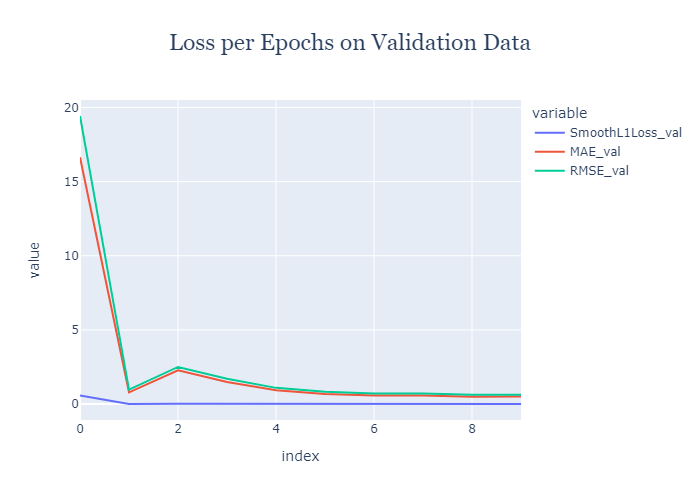 Loss per Epochs on Validation Data
variable
SmoothL1Loss_val
MAE_val
RMSE_val
20
15
10
5
0
value
0 2 4 6 8
index